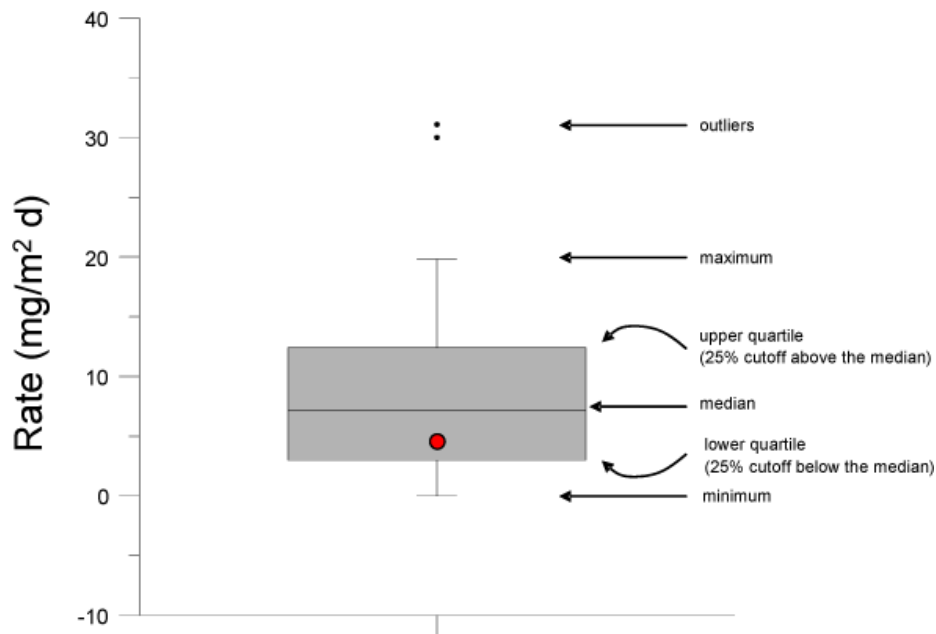 40
30
20
10
0
-10
Rate (mg/m² d)
outliers
maximum
upper quartile
(25% cutoff above the median)
median
lower quartile
(25% cutoff below the median)
minimum